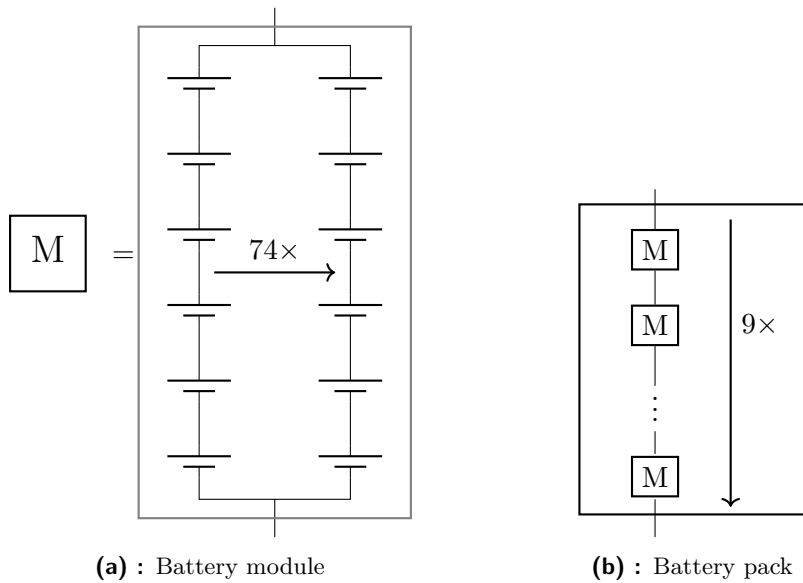 74×
M
=
(a) : Battery module
M
M
9×
⋮
M
(b) : Battery pack